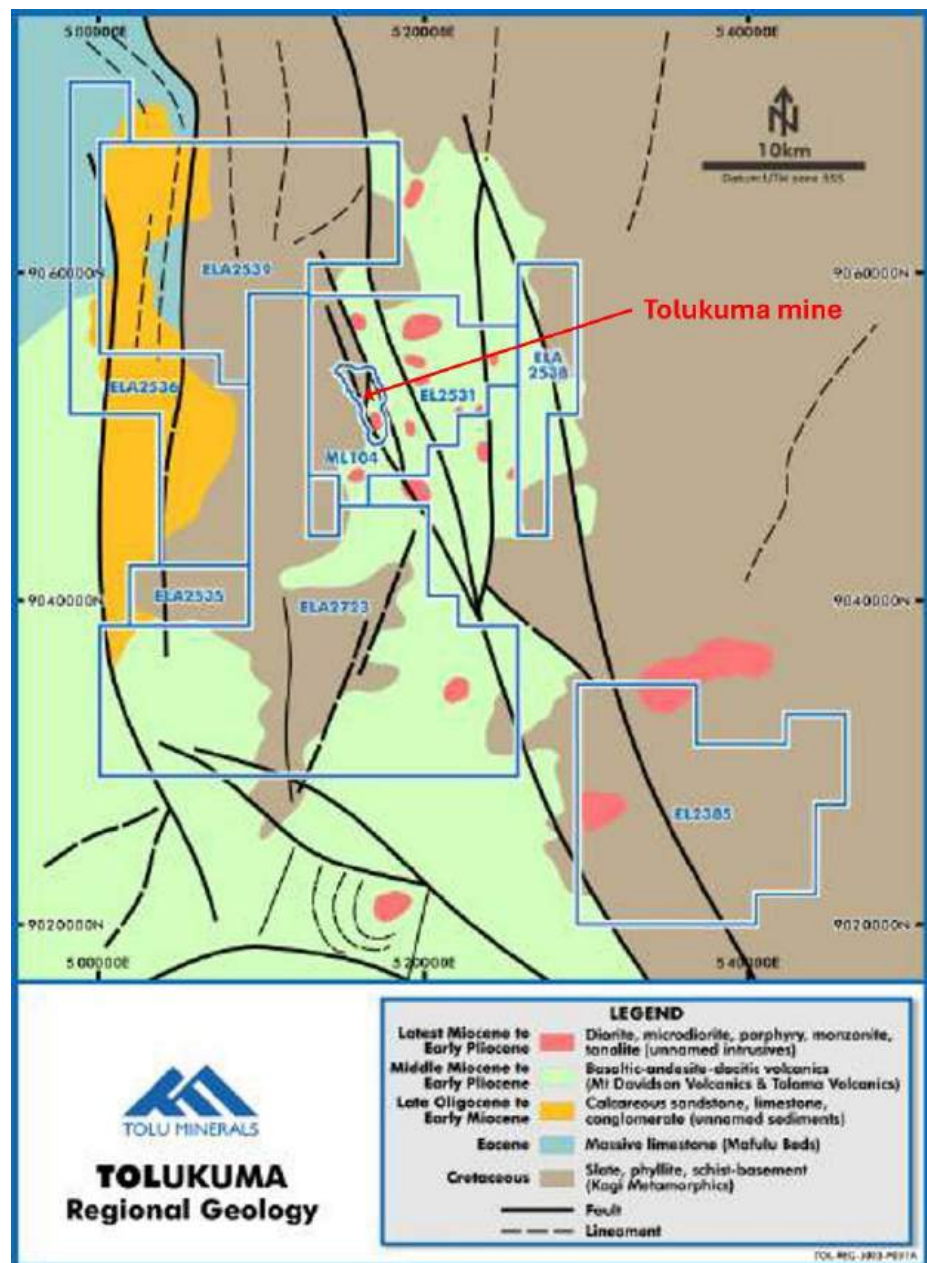 500000E
520000E
540000E
N
10km
9060000N
9060000N
ELA2539
Tolukuma mine
ELA
2538
ELA2536
EL2531
ML104
9040000N
9040000N
ELA2535
ELA2723
EL2385
9020000N
9020000N
500000E
520000E
540000E
TOLU MINERALS
TOLUKUMA
Regional Geology
LEGEND
Latest Miocene to
Early Pliocene
Diorite, microdiorite, porphyry, monzonite,
tonalite (unnamed intrusives)
Middle Miocene to
Early Pliocene
Basaltic-andesite-dacitic volcanics
(Mt Davidson Volcanics & Talama Volcanics)
Late Oligocene to
Early Miocene
Calcareous sandstone, limestone,
conglomerate (unnamed sediments)
Eocene
Massive limestone (Mafulu Beds)
Cretaceous
Slate, phyllite, schist-basement
(Kagi Metamorphics)
Fault
Lineament